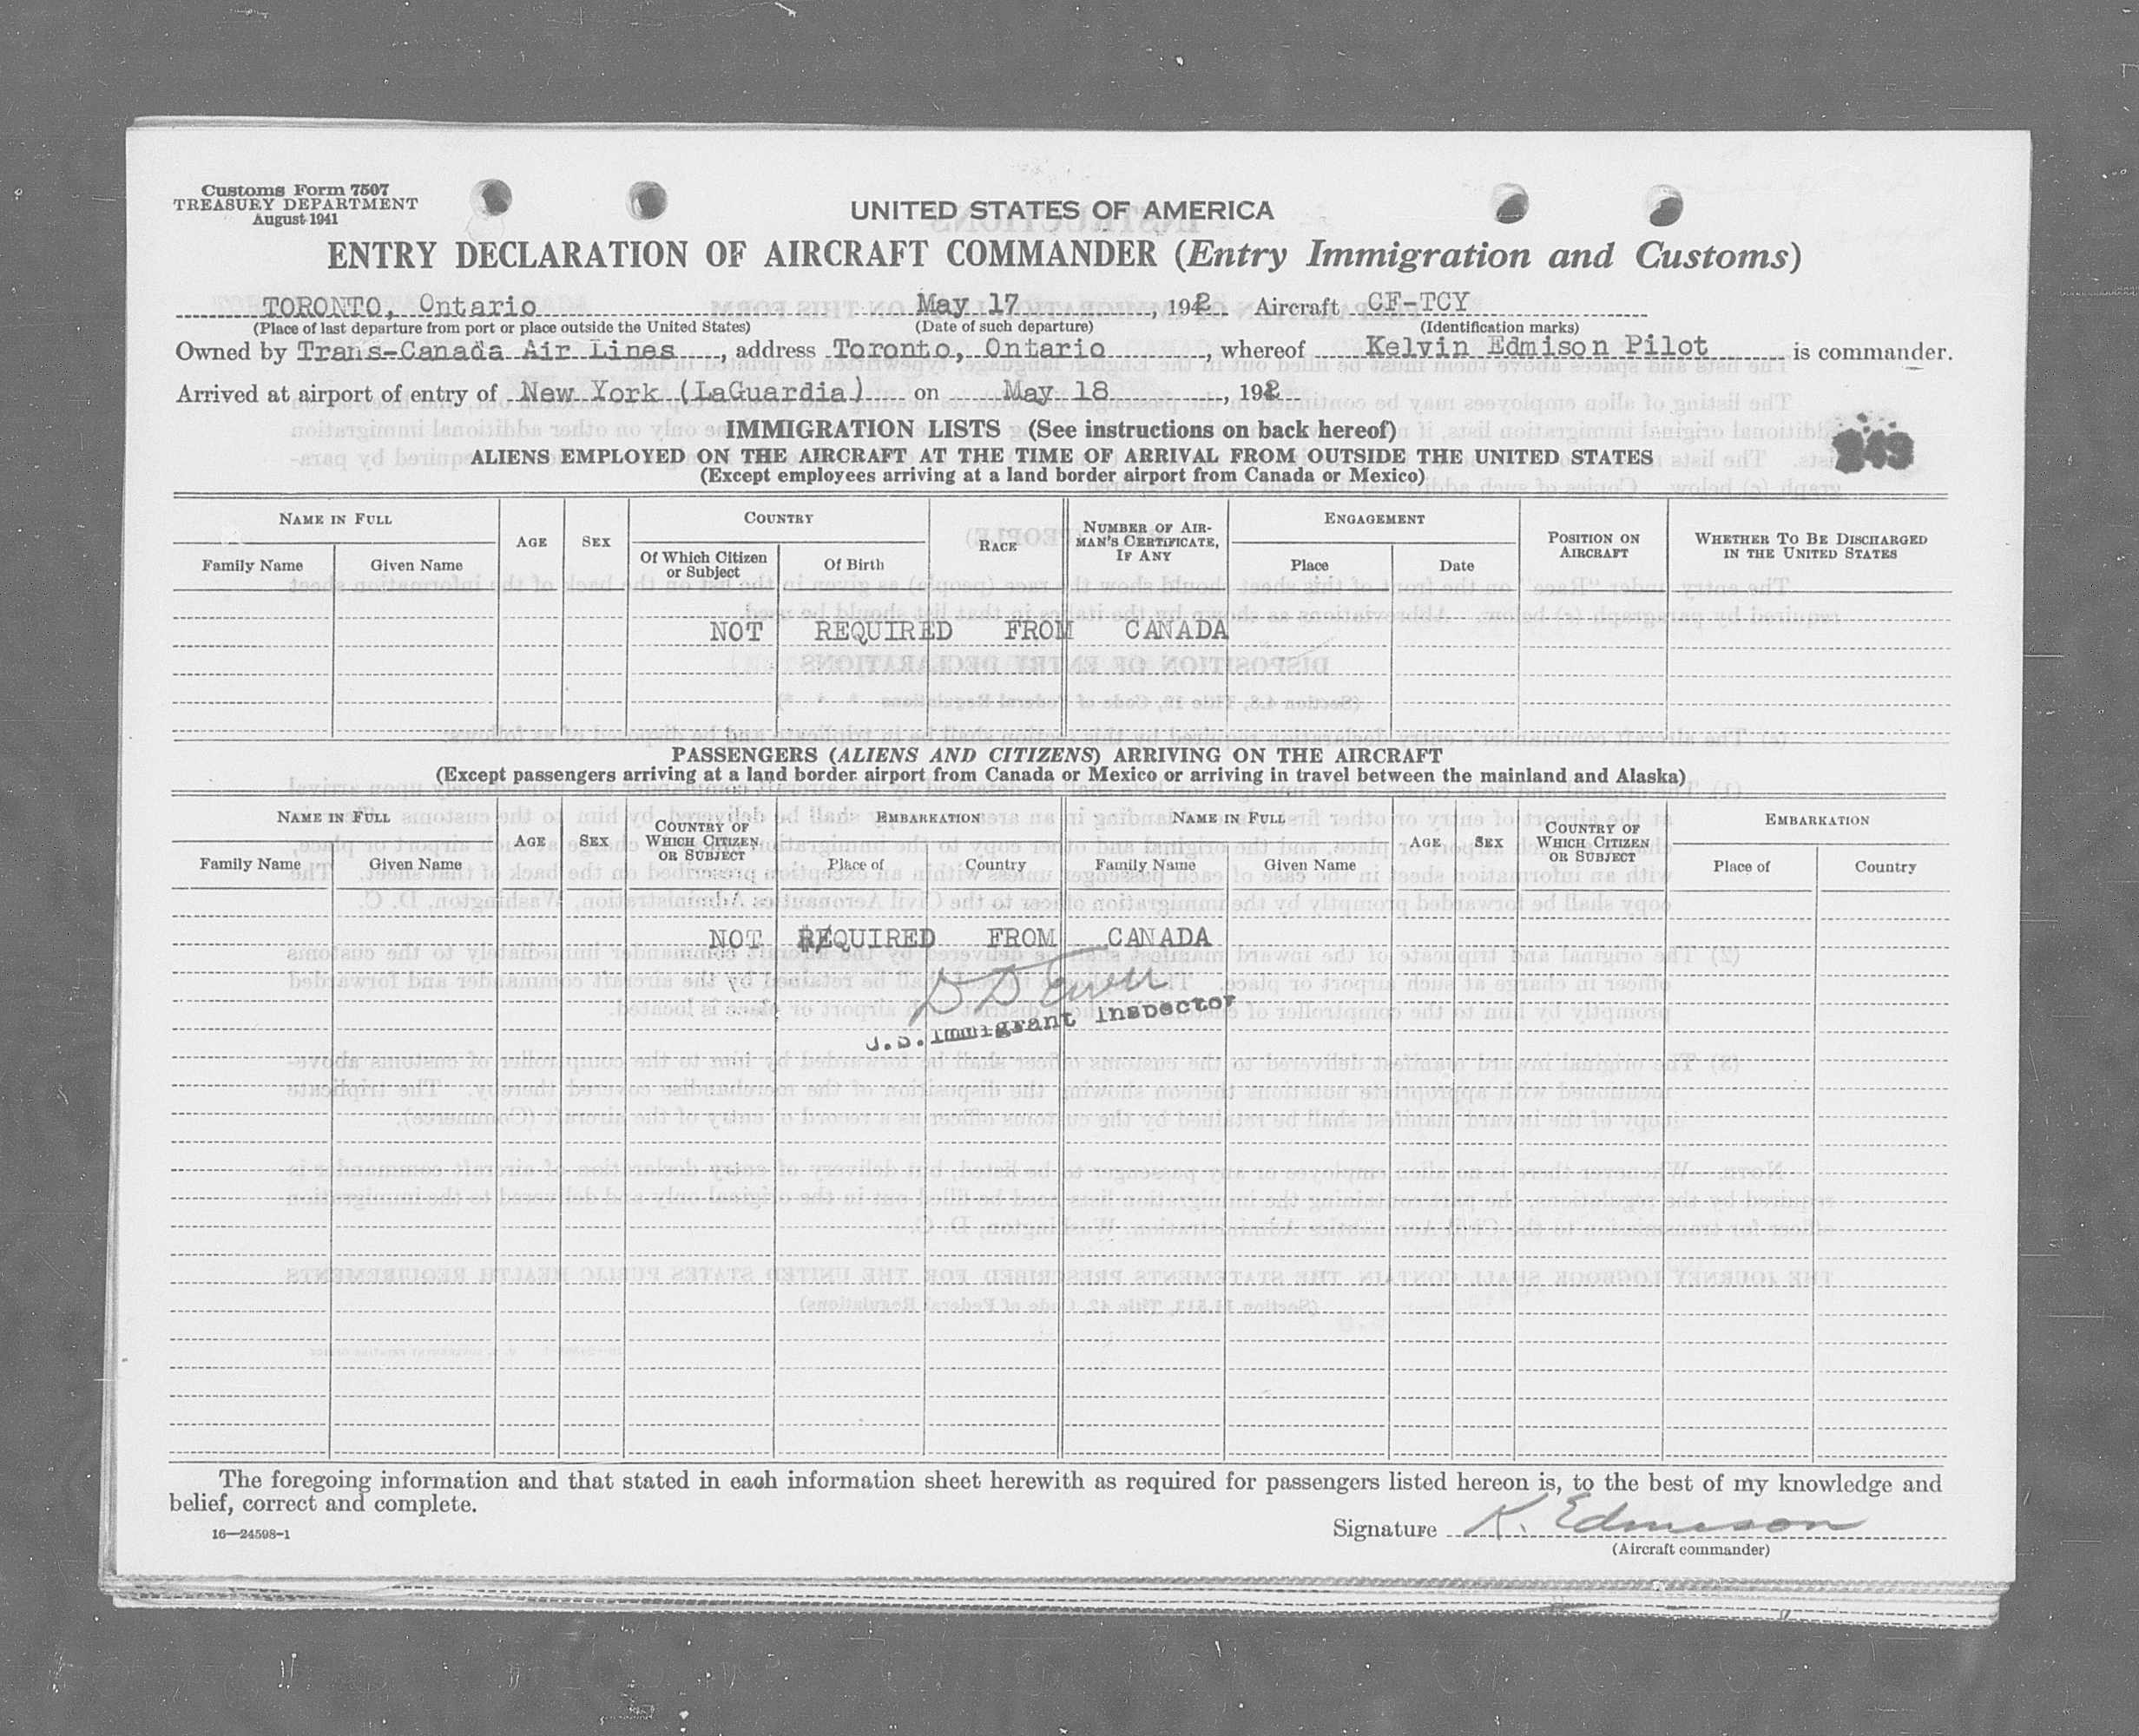 Customs Form 7507
TREASURY DEPARTMENT
August 1941
UNITED STATES OF AMERICA
ENTRY DECLARATION OF AIRCRAFT COMMANDER (Entry Immigration and Customs)
TORONTO, Ontario May 17, 1942 Aircraft CF-TCY
(Place of last departure from port or place outside the United States) (Date of such departure) (Identification marks)
Owned by Trans-Canada Air Lines, address Toronto, Ontario, whereof Kelvin Edmison Pilot is commander.
Arrived at airport of entry of New York (LaGuardia) on May 18, 1942
IMMIGRATION LISTS (See instructions on back hereof)
243
ALIENS EMPLOYED ON THE AIRCRAFT AT THE TIME OF ARRIVAL FROM OUTSIDE THE UNITED STATES
(Except employees arriving at a land border airport from Canada or Mexico)
NAME IN FULL AGE SEX COUNTRY RACE NUMBER OF AIRMAN'S CERTIFICATE, IF ANY ENGAGEMENT POSITION ON AIRCRAFT WHETHER TO BE DISCHARGED IN THE UNITED STATES
Family Name Given Name Of Which Citizen or Subject Of Birth Place Date
NOT REQUIRED FROM CANADA
PASSENGERS (ALIENS AND CITIZENS) ARRIVING ON THE AIRCRAFT
(Except passengers arriving at a land border airport from Canada or Mexico or arriving in travel between the mainland and Alaska)
NAME IN FULL AGE SEX COUNTRY OF WHICH CITIZEN OR SUBJECT EMBARKATION NAME IN FULL AGE SEX COUNTRY OF WHICH CITIZEN OR SUBJECT EMBARKATION
Family Name Given Name Place of Country Family Name Given Name Place of Country
NOT REQUIRED FROM CANADA
U.S. Immigrant Inspector
The foregoing information and that stated in each information sheet herewith as required for passengers listed hereon is, to the best of my knowledge and
belief, correct and complete.
16—24598-1
Signature K. Edmison
(Aircraft commander)